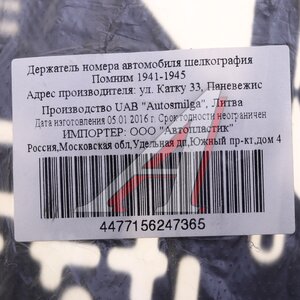 Держатель номера автомобиля шелкография
Помним 1941-1945
Адрес производителя: ул. Катку 33, Паневежис
Производство UAB "Autosmilga", Литва
Дата изготовления 05.01 2016 г. Срок годности неограничен
ИМПОРТЕР: ООО "Автопластик"
Россия,Московская обл,Удельная дп,Южный пр-кт,дом 4
4477156247365